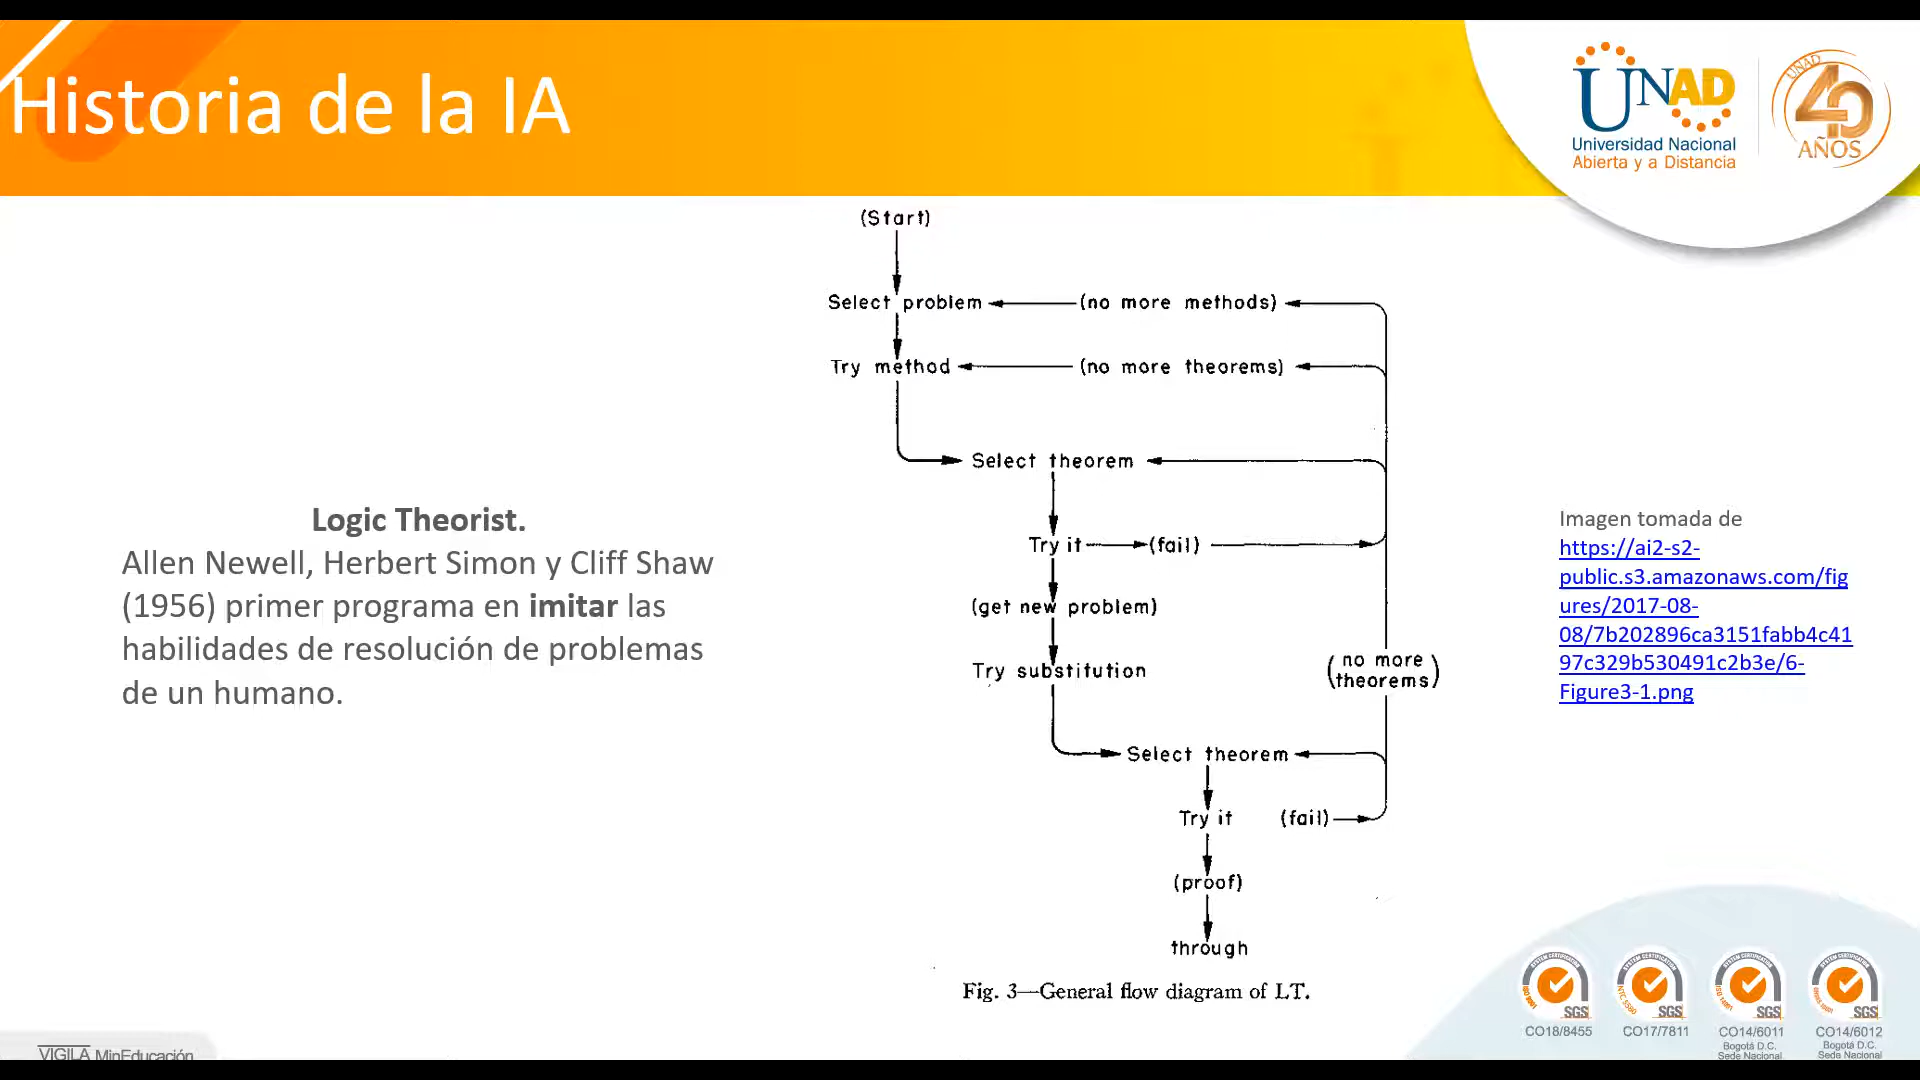 Historia de la IA
UNAD
Universidad Nacional
Abierta y a Distancia
UNAD
40
AÑOS
(Start)
Select problem
(no more methods)
Try method
(no more theorems)
Select theorem
Try it
(fail)
(get new problem)
Try substitution
(no more
theorems)
Select theorem
Try it
(fail)
(proof)
through
Fig. 3—General flow diagram of LT.
Logic Theorist.
Allen Newell, Herbert Simon y Cliff Shaw
(1956) primer programa en imitar las
habilidades de resolución de problemas
de un humano.
Imagen tomada de
https://ai2-s2-
public.s3.amazonaws.com/fig
ures/2017-08-
08/7b202896ca3151fabb4c41
97c329b530491c2b3e/6-
Figure3-1.png
SGS
SGS
SGS
SGS
CO18/8455
CO17/7811
CO14/6011
Bogotá D.C.
Sede Nacional
CO14/6012
Bogotá D.C.
Sede Nacional
VIGILA MinEducación